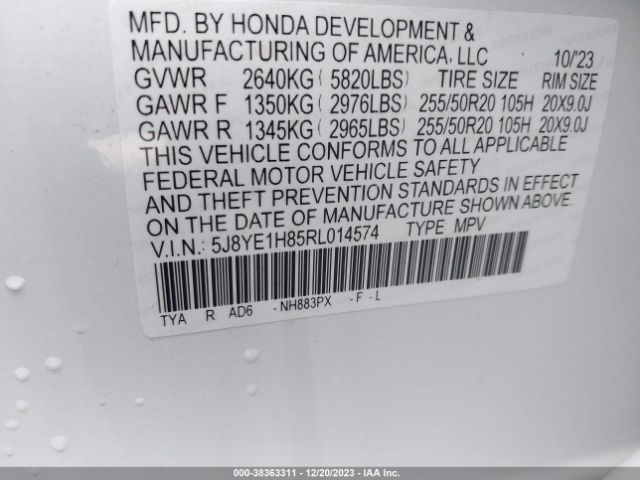 MFD. BY HONDA DEVELOPMENT &
MANUFACTURING OF AMERICA, LLC 10/'23
GVWR 2640KG ( 5820LBS) TIRE SIZE RIM SIZE
GAWR F 1350KG ( 2976LBS) 255/50R20 105H 20X9.0J
GAWR R 1345KG ( 2965LBS) 255/50R20 105H 20X9.0J
THIS VEHICLE CONFORMS TO ALL APPLICABLE
FEDERAL MOTOR VEHICLE SAFETY
AND THEFT PREVENTION STANDARDS IN EFFECT
ON THE DATE OF MANUFACTURE SHOWN ABOVE.
V.I.N.: 5J8YE1H85RL014574 TYPE MPV
TYA R AD6 -NH883PX -F-L
000-38363311 - 12/20/2023 - IAA Inc.